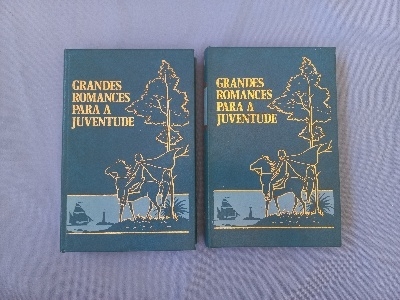 GRANDES
ROMANCES
PARA A
JUVENTUDE
GRANDES
ROMANCES
PARA A
JUVENTUDE